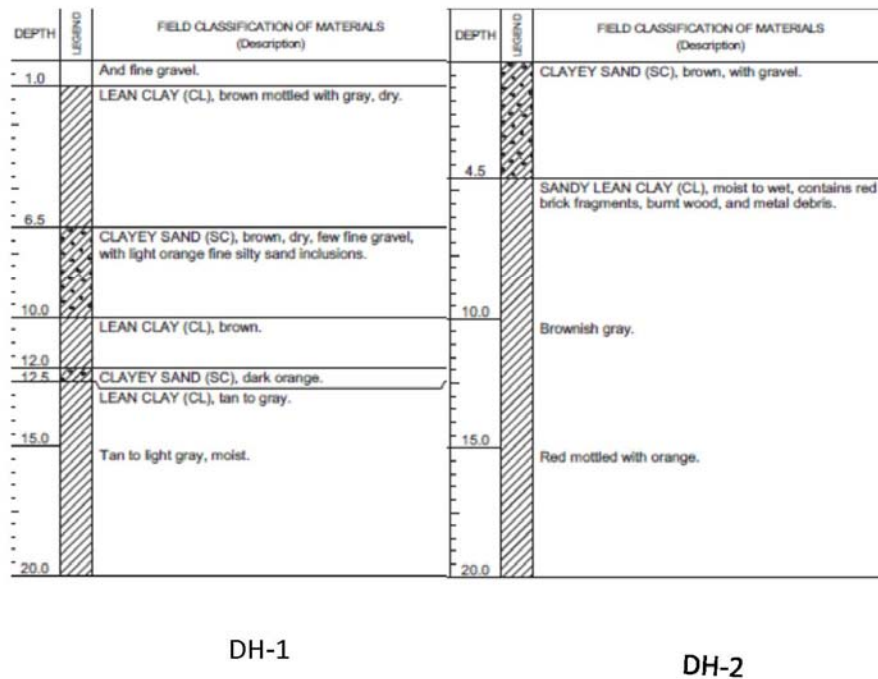 DEPTH
LEGEND
FIELD CLASSIFICATION OF MATERIALS
(Description)
And fine gravel.
1.0
LEAN CLAY (CL), brown mottled with gray, dry.
6.5
CLAYEY SAND (SC), brown, dry, few fine gravel,
with light orange fine silty sand inclusions.
10.0
LEAN CLAY (CL), brown.
12.0
CLAYEY SAND (SC), dark orange.
12.5
LEAN CLAY (CL), tan to gray.
15.0
Tan to light gray, moist.
20.0
DH-1
DEPTH
LEGEND
FIELD CLASSIFICATION OF MATERIALS
(Description)
CLAYEY SAND (SC), brown, with gravel.
4.5
SANDY LEAN CLAY (CL), moist to wet, contains red
brick fragments, burnt wood, and metal debris.
10.0
Brownish gray.
15.0
Red mottled with orange.
20.0
DH-2